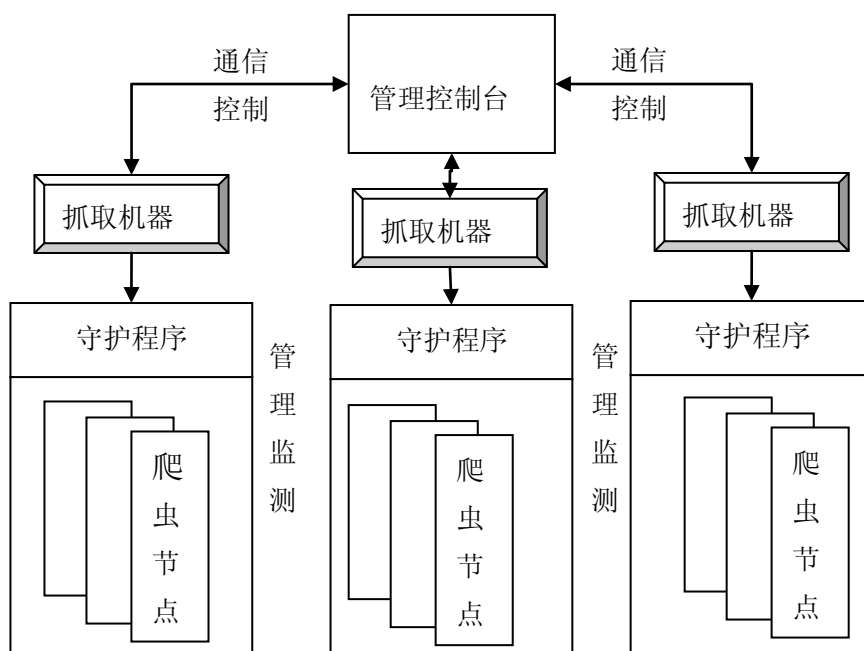 通信
控制
管理控制台
通信
控制
抓取机器
抓取机器
抓取机器
守护程序
守护程序
守护程序
管理监测
管理监测
爬虫节点
爬虫节点
爬虫节点